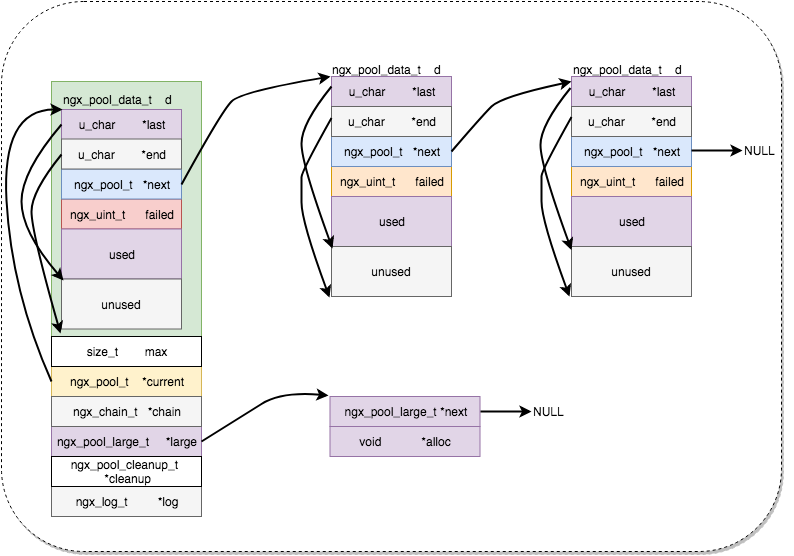 ngx_pool_data_t d
u_char *last
u_char *end
ngx_pool_t *next
ngx_uint_t failed
used
unused
size_t max
ngx_pool_t *current
ngx_chain_t *chain
ngx_pool_large_t *large
ngx_pool_cleanup_t
*cleanup
ngx_log_t *log
ngx_pool_data_t d
u_char *last
u_char *end
ngx_pool_t *next
ngx_uint_t failed
used
unused
ngx_pool_data_t d
u_char *last
u_char *end
ngx_pool_t *next
NULL
ngx_uint_t failed
used
unused
ngx_pool_large_t *next
NULL
void *alloc